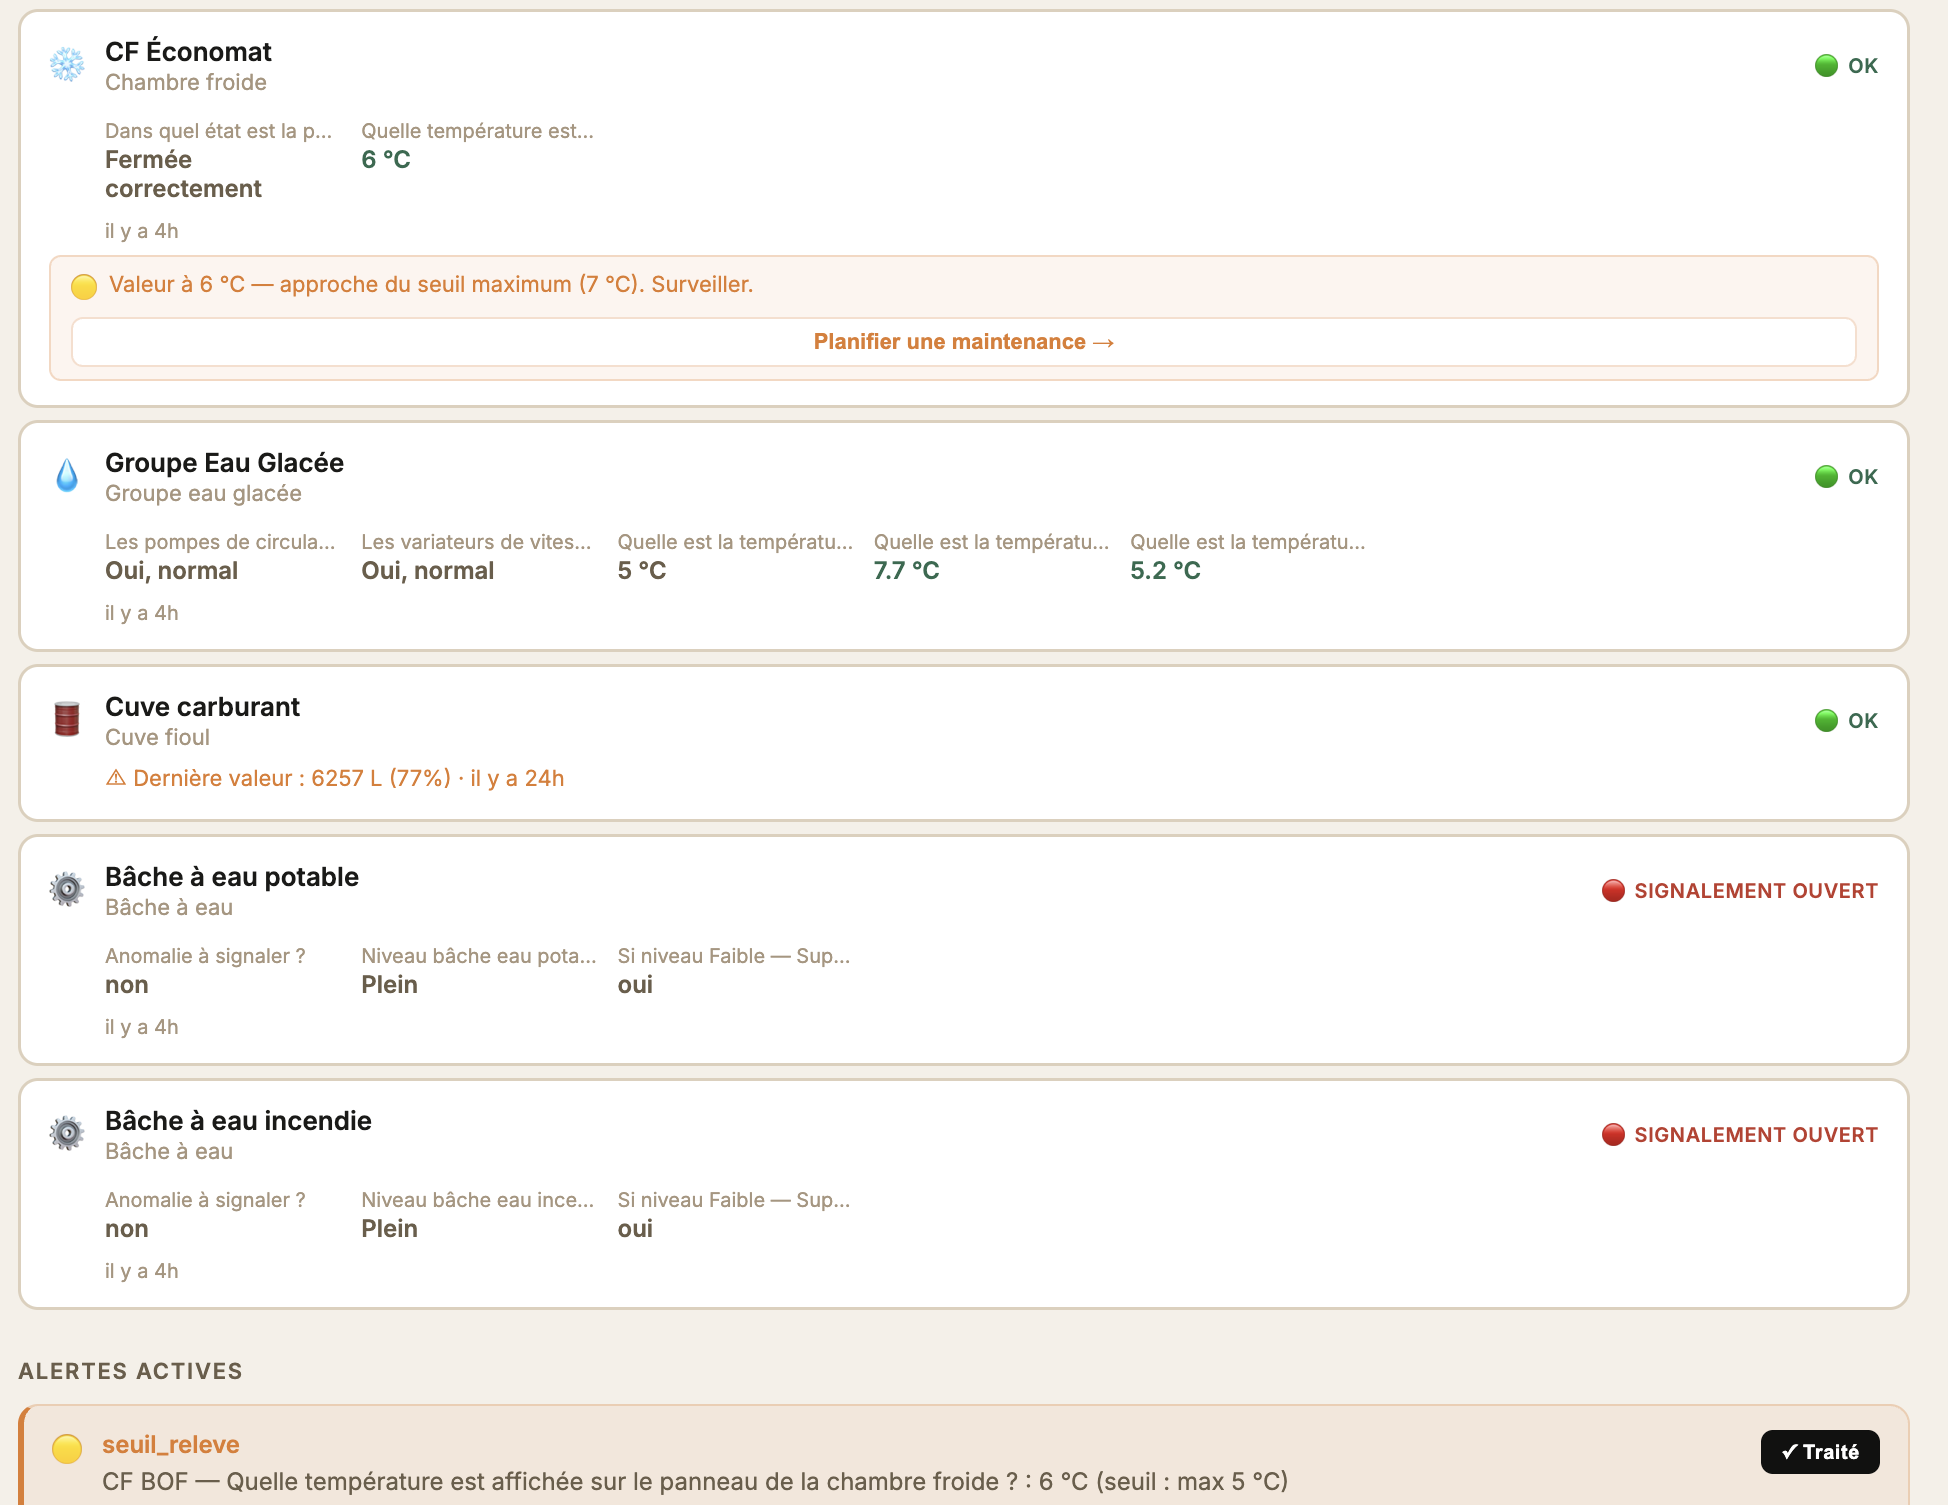 CF Économat
Chambre froide
OK
Dans quel état est la p...
Quelle température est...
Fermée
correctement
6 °C
il y a 4h
Valeur à 6 °C — approche du seuil maximum (7 °C). Surveiller.
Planifier une maintenance →
Groupe Eau Glacée
Groupe eau glacée
OK
Les pompes de circula...
Les variateurs de vites...
Quelle est la températu...
Quelle est la températu...
Quelle est la températu...
Oui, normal
Oui, normal
5 °C
7.7 °C
5.2 °C
il y a 4h
Cuve carburant
Cuve fioul
OK
⚠ Dernière valeur : 6257 L (77%) · il y a 24h
Bâche à eau potable
Bâche à eau
SIGNALEMENT OUVERT
Anomalie à signaler ?
Niveau bâche eau pota...
Si niveau Faible — Sup...
non
Plein
oui
il y a 4h
Bâche à eau incendie
Bâche à eau
SIGNALEMENT OUVERT
Anomalie à signaler ?
Niveau bâche eau ince...
Si niveau Faible — Sup...
non
Plein
oui
il y a 4h
ALERTES ACTIVES
seuil_releve
✓ Traité
CF BOF — Quelle température est affichée sur le panneau de la chambre froide ? : 6 °C (seuil : max 5 °C)